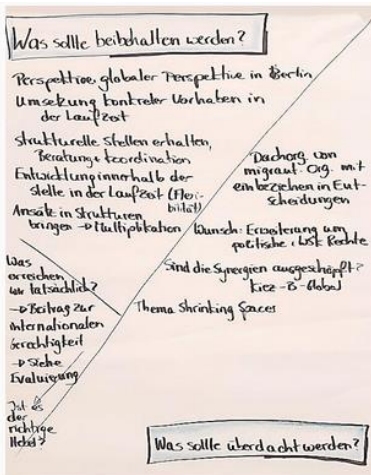 Was sollte beibehalten werden?
Perspektive globaler Perspektive in Berlin
Umsetzung konkreter Vorhaben in
der Laufzeit
Strukturelle Stellen erhalten,
Beratung + Koordination
Entwicklung innerhalb der
Stelle in der Laufzeit (Flexi-
bilität)
Ansätze in Strukturen
bringen → Multiplikation
Was
erreichen
wir tatsächlich?
→ Beitrag zur
internationalen
Gerechtigkeit
→ Siehe
Evaluierung
Ist es
der
richtige
Hebel?
Dachorg. von
migrant. Org. mit
einbeziehen in Ent-
scheidungen
Wunsch: Erweiterung um
politische Rechte
Sind die Synergien ausgeschöpft?
Kiez-B-Global
Thema Shrinking Spaces
Was sollte überdacht werden?